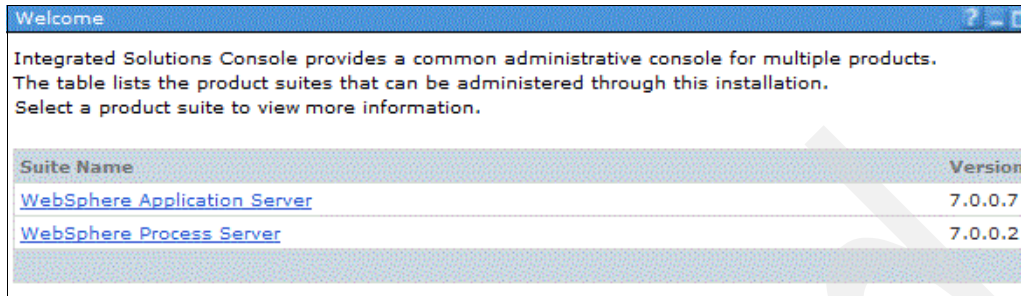 Welcome ? _
Integrated Solutions Console provides a common administrative console for multiple products.
The table lists the product suites that can be administered through this installation.
Select a product suite to view more information.
Suite Name Version
WebSphere Application Server 7.0.0.7
WebSphere Process Server 7.0.0.2